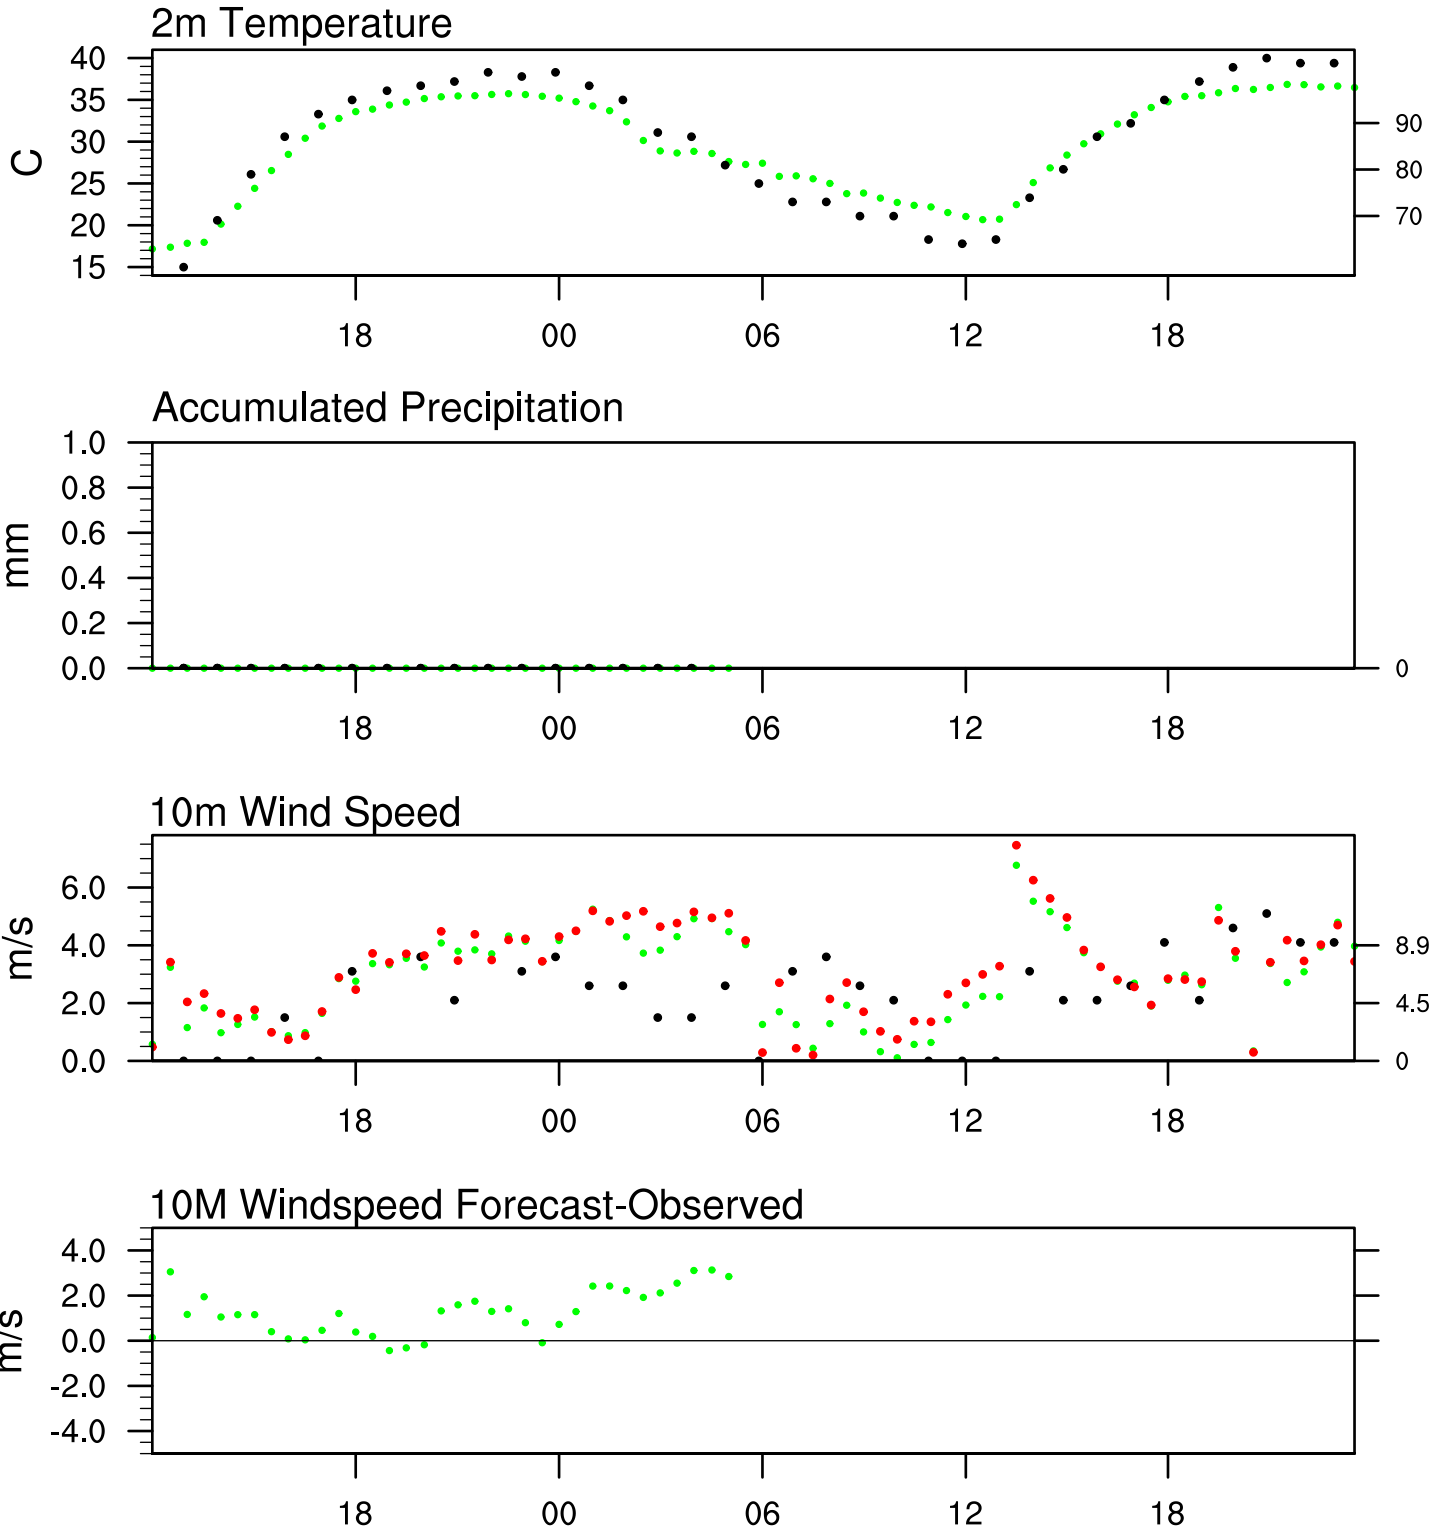 2m Temperature
40
35
30
25
20
15
C
90
80
70
18 00 06 12 18
Accumulated Precipitation
1.0
0.8
0.6
0.4
0.2
0.0
mm
0
18 00 06 12 18
10m Wind Speed
6.0
4.0
2.0
0.0
m/s
8.9
4.5
0
18 00 06 12 18
10M Windspeed Forecast-Observed
4.0
2.0
0.0
-2.0
-4.0
m/s
18 00 06 12 18